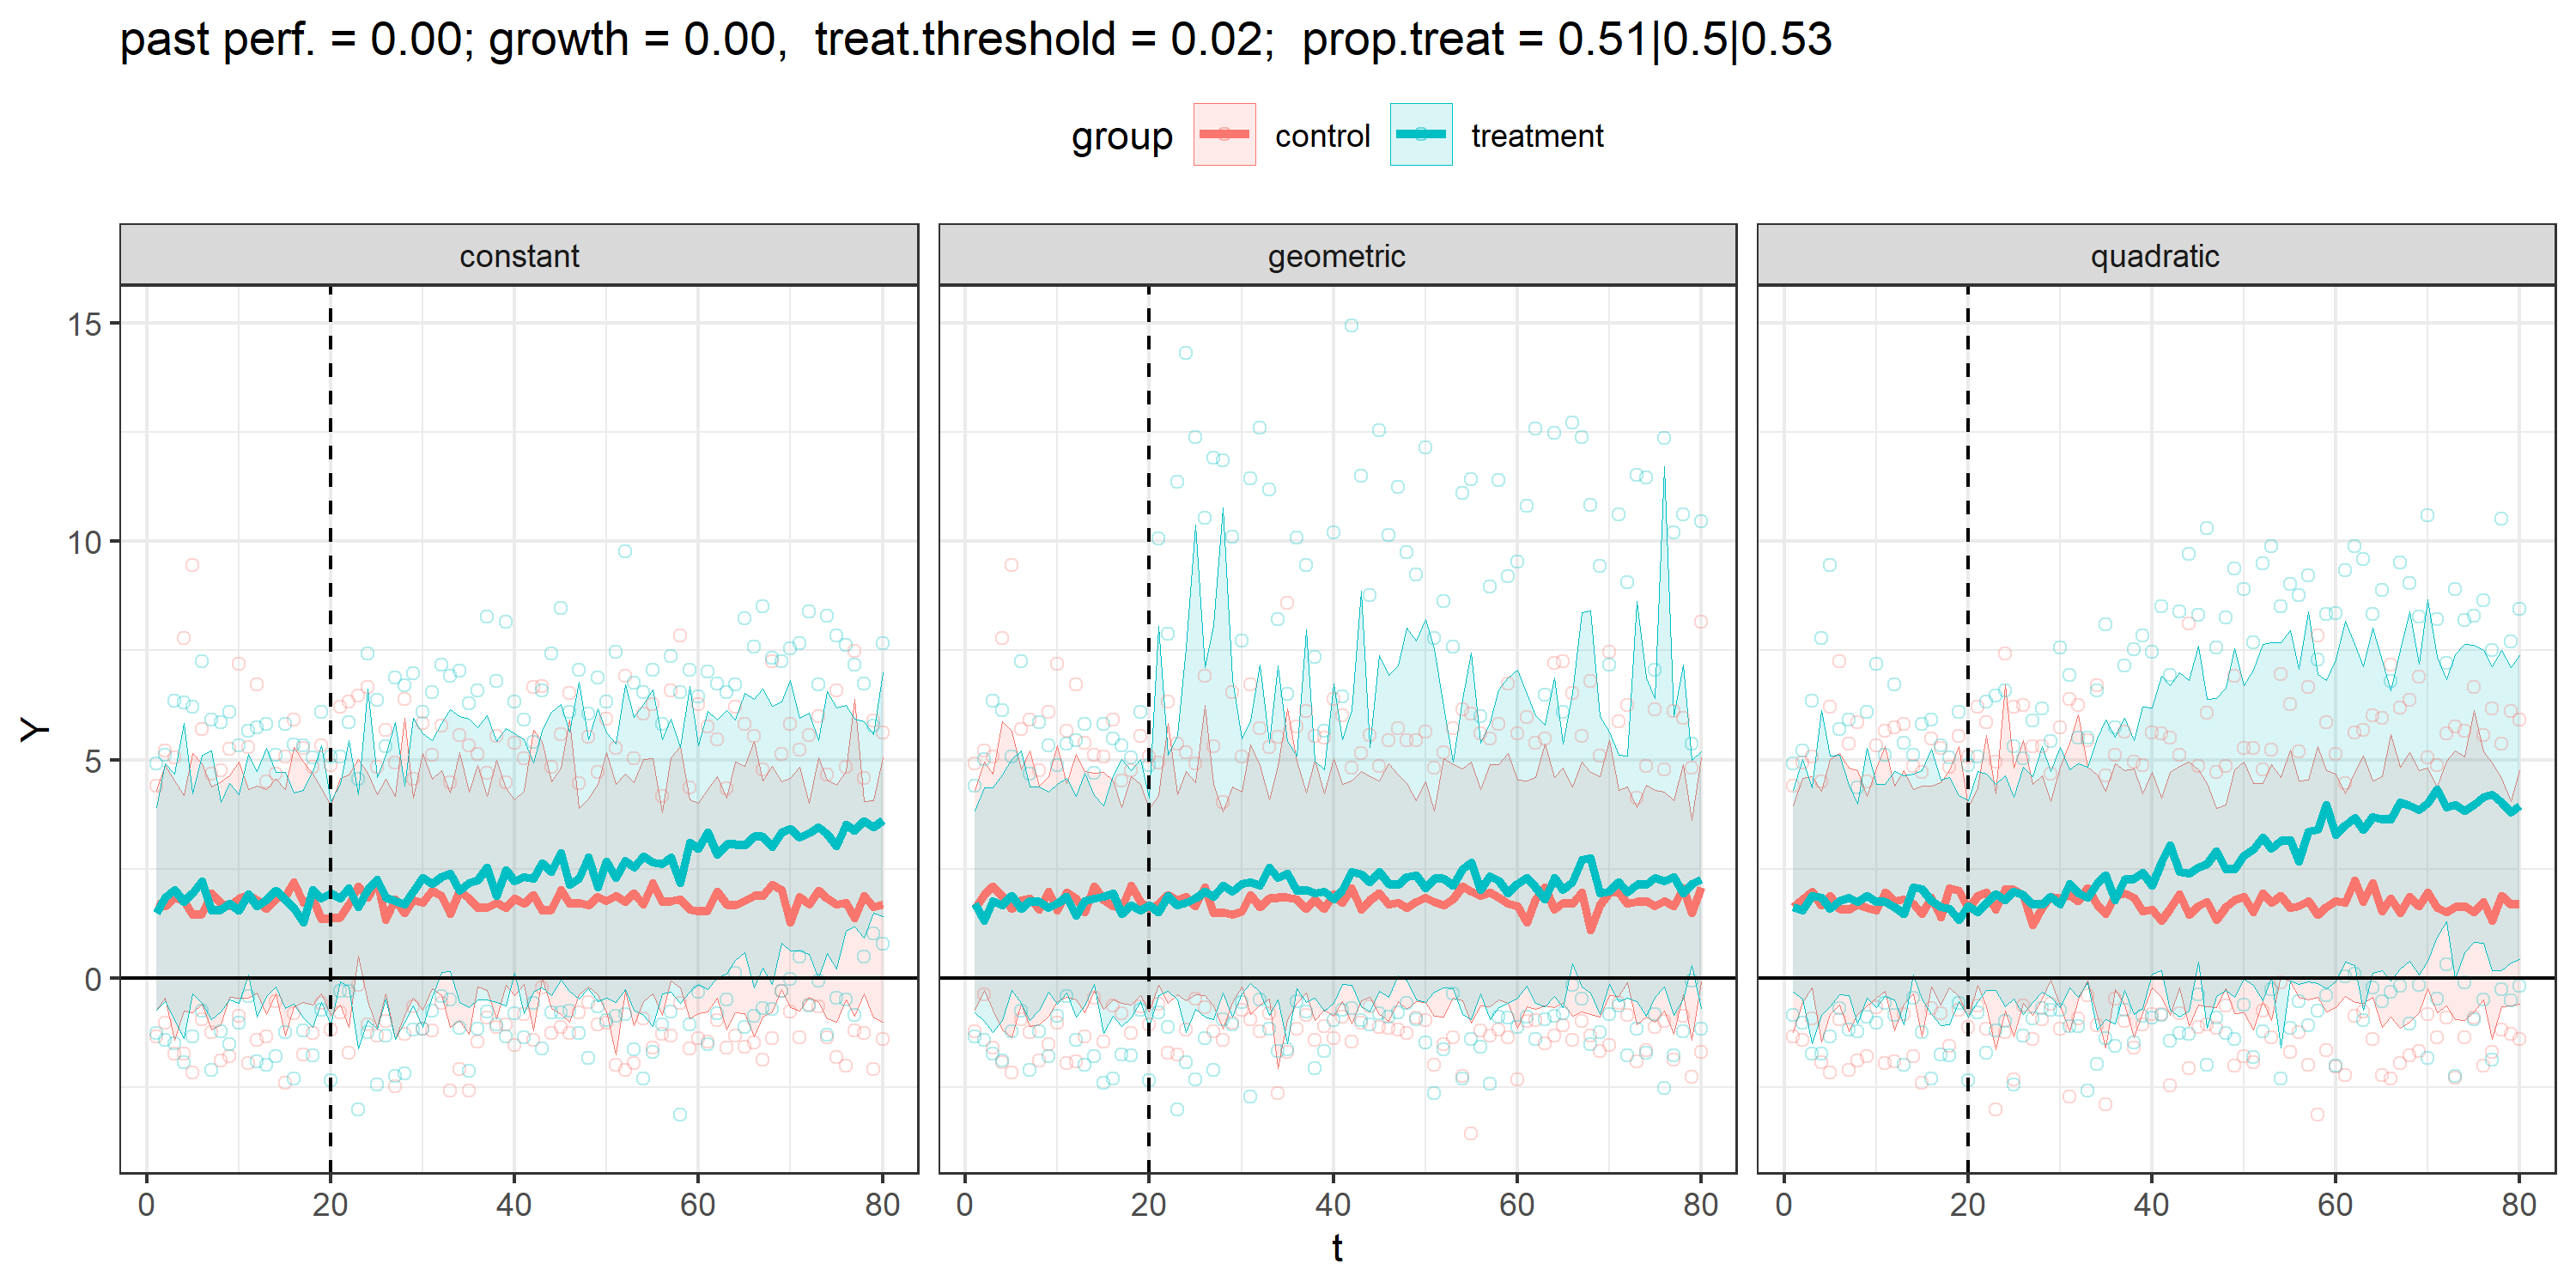 past perf. = 0.00; growth = 0.00,  treat.threshold = 0.02;  prop.treat = 0.51|0.5|0.53
group control treatment
constant geometric quadratic
15
10
5
0
Y
0 20 40 60 80 0 20 40 60 80 0 20 40 60 80
t